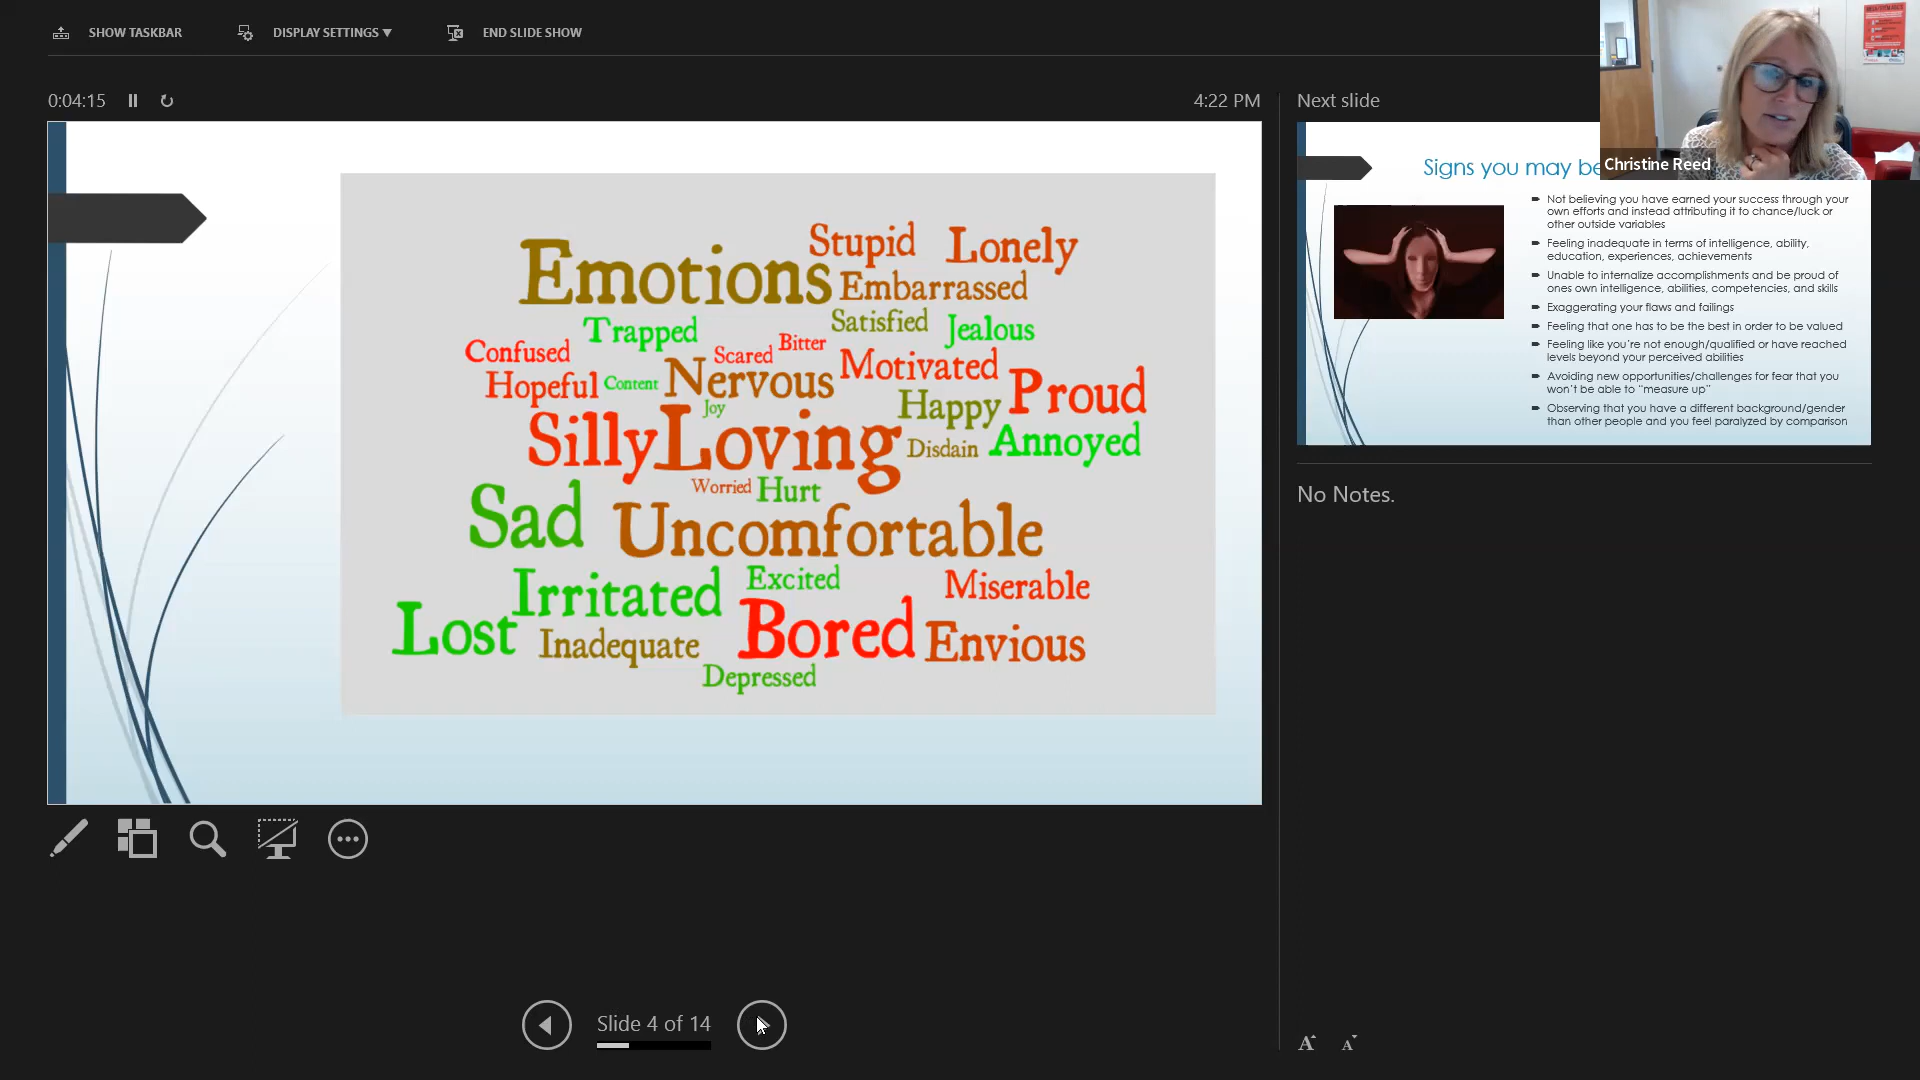 SHOW TASKBAR
DISPLAY SETTINGS ▼
END SLIDE SHOW
0:04:15
4:22 PM
Next slide
Christine Reed
Emotions
Stupid
Lonely
Embarrassed
Trapped
Satisfied
Jealous
Confused
Scared
Bitter
Motivated
Hopeful
Content
Nervous
Proud
Joy
Happy
Silly
Loving
Disdain
Annoyed
Worried
Hurt
Sad
Uncomfortable
Irritated
Excited
Miserable
Lost
Inadequate
Bored
Envious
Depressed
Signs you may be
Not believing you have earned your success through your
own efforts and instead attributing it to chance/luck or
other outside variables
Feeling inadequate in terms of intelligence, ability,
education, experiences, achievements
Unable to internalize accomplishments and be proud of
ones own intelligence, abilities, competencies, and skills
Exaggerating your flaws and failings
Feeling that one has to be the best in order to be valued
Feeling like you're not enough/qualified or have reached
levels beyond your perceived abilities
Avoiding new opportunities/challenges for fear that you
won't be able to “measure up”
Observing that you have a different background/gender
than other people and you feel paralyzed by comparison
No Notes.
Slide 4 of 14
A A